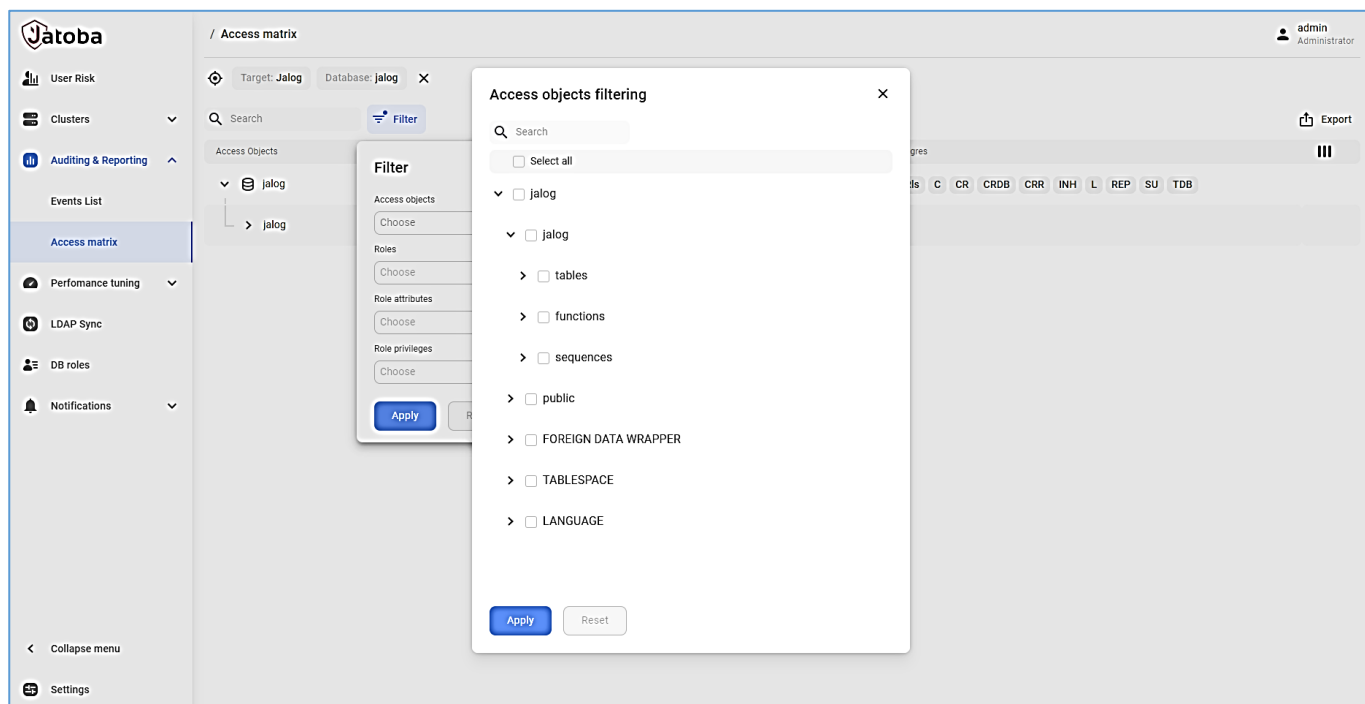 Jatoba
/ Access matrix
admin
Administrator
User Risk
Target: Jalog
Database: jalog
Clusters
Search
Filter
Export
Auditing & Reporting
Access Objects
jalog
C CR CRDB CRR INH L REP SU TDB
Events List
jalog
Access matrix
Perfomance tuning
LDAP Sync
DB roles
Notifications
Collapse menu
Settings
Filter
Access objects
Choose
Roles
Choose
Role attributes
Choose
Role privileges
Choose
Apply
Access objects filtering
Search
Select all
jalog
jalog
tables
functions
sequences
public
FOREIGN DATA WRAPPER
TABLESPACE
LANGUAGE
Apply
Reset